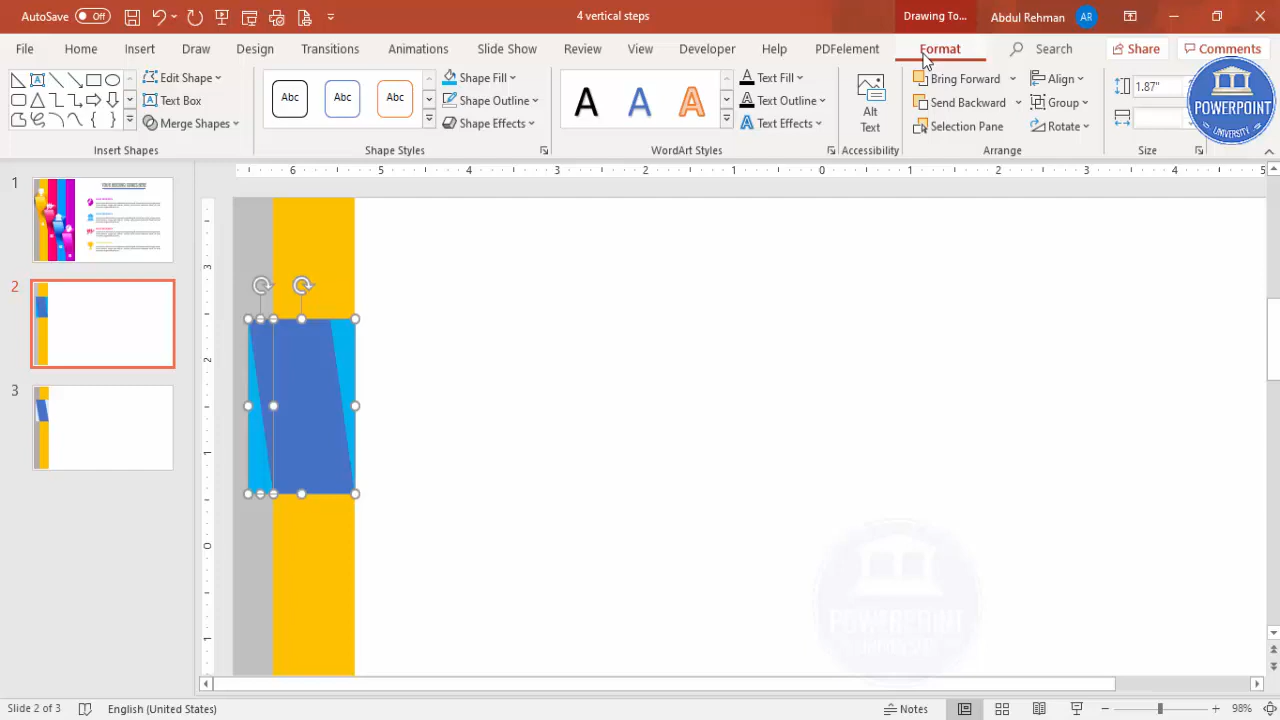 AutoSave Off 4 vertical steps Drawing To... Abdul Rehman AR
File Home Insert Draw Design Transitions Animations Slide Show Review View Developer Help PDFelement Format Search Share Comments
Edit Shape Abc Abc Abc Shape Fill A A A Text Fill Bring Forward Align 1.87"
Text Box Shape Outline Text Outline Send Backward Group
Merge Shapes Shape Effects Text Effects Alt Text Selection Pane Rotate
Insert Shapes Shape Styles WordArt Styles Accessibility Arrange Size
POWERPOINT
UNIVERSITY
6 5 4 3 2 1 0 1 2 3 4 5
1
2
3
3
2
1
0
1
POWERPOINT
UNIVERSITY
Slide 2 of 3 English (United States) Notes 98%